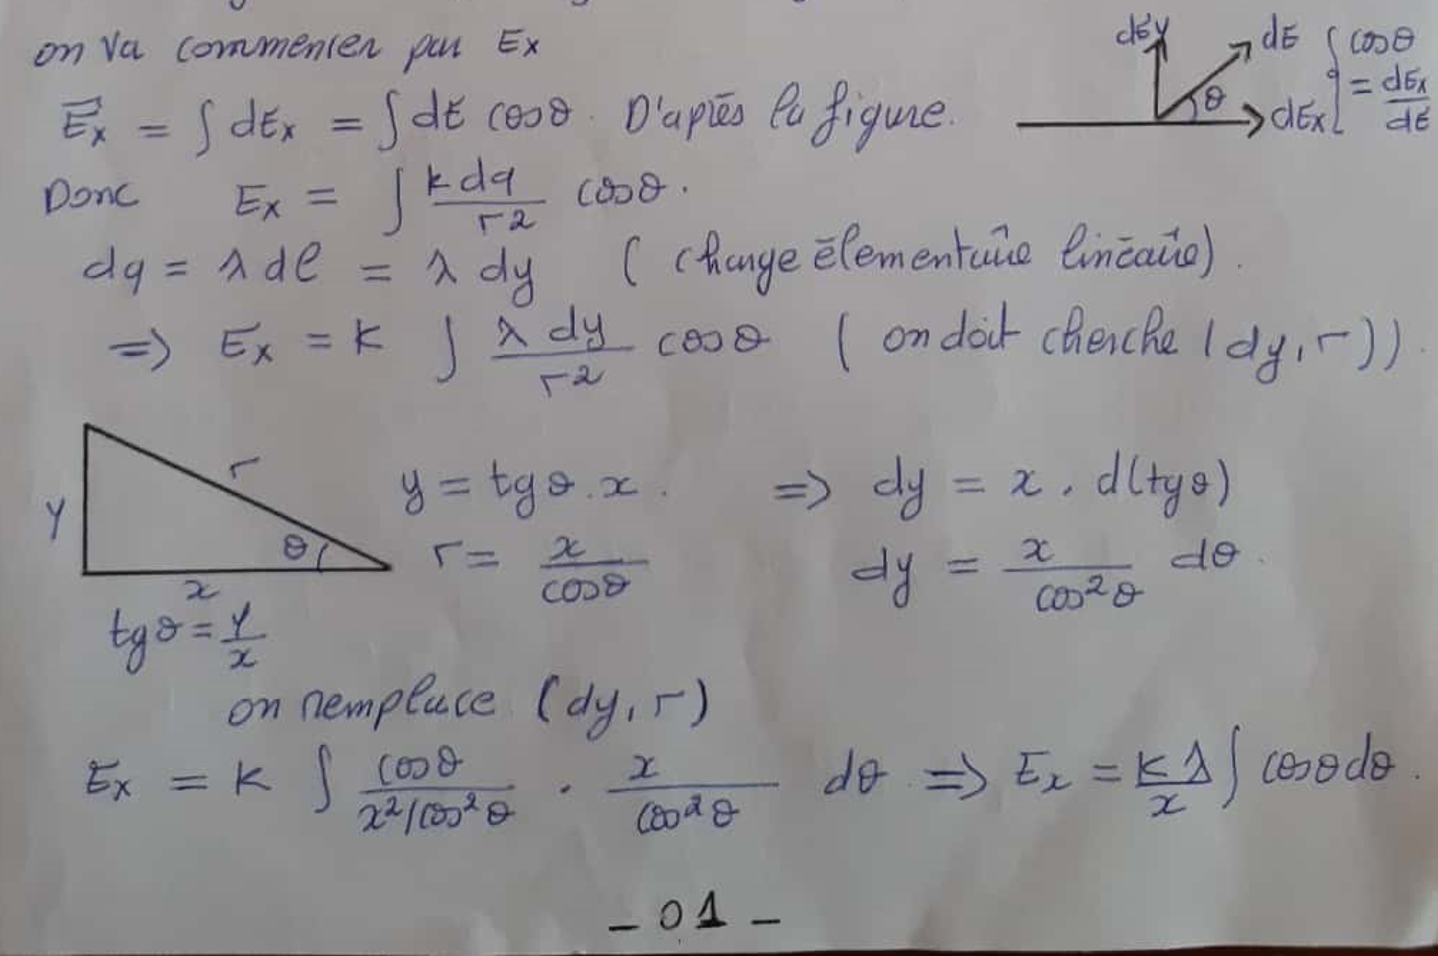 on va commencer par Ex
dEy dE { cosθ = dEx/dE
θ dEx
E⃗x = ∫ dEx = ∫ dE cosθ. D'après la figure.
Donc Ex = ∫ k dq / r² cosθ.
dq = λ dℓ = λ dy ( charge élementaire linéaire).
=> Ex = k ∫ λ dy / r² cosθ ( on doit cherche (dy, r)).
y r θ x
y = tgθ . x. => dy = x . d(tgθ)
r = x / cosθ dy = x / cos²θ dθ.
tgθ = y/x
on remplace (dy, r)
Ex = k ∫ cosθ / x²/cos²θ . x / cos²θ dθ => Ex = kλ/x ∫ cosθ dθ.
- 01 -